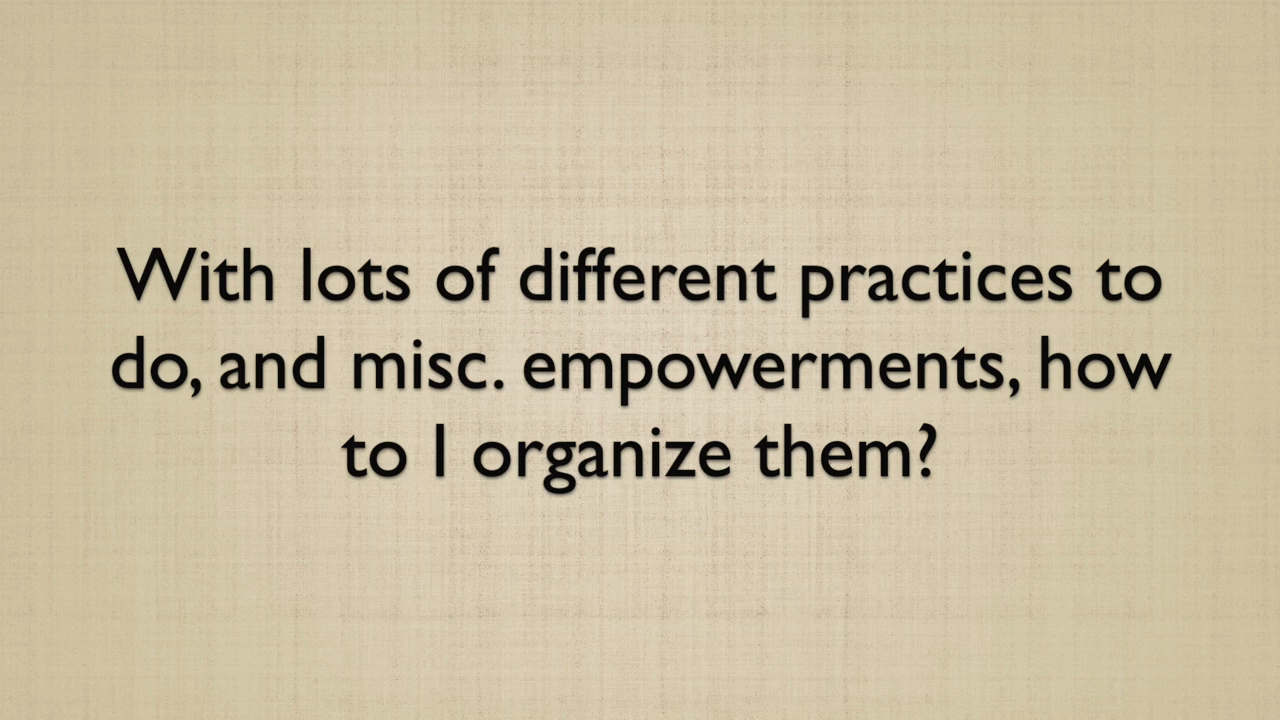 With lots of different practices to
do, and misc. empowerments, how
to I organize them?